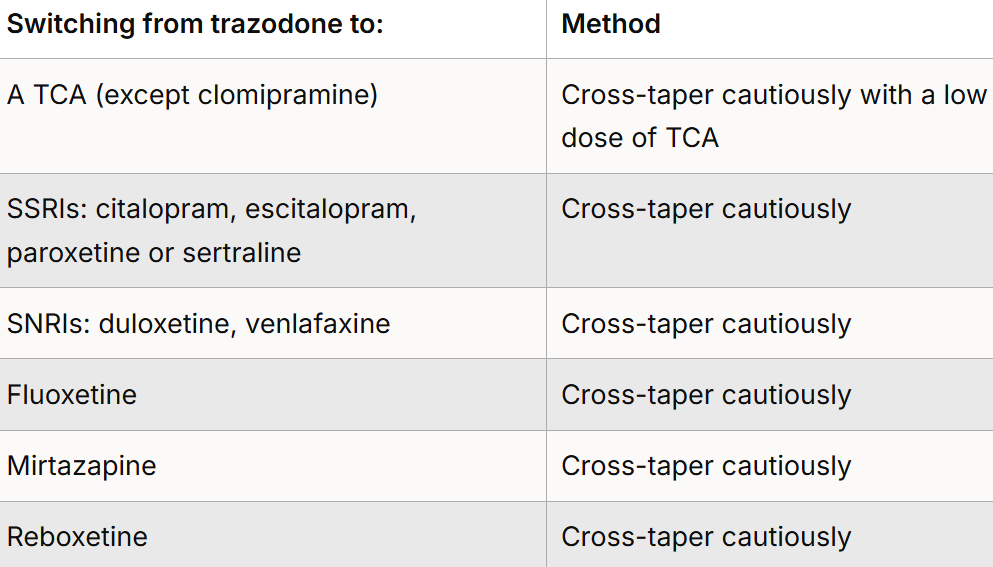 Switching from trazodone to: Method
A TCA (except clomipramine) Cross-taper cautiously with a low
dose of TCA
SSRIs: citalopram, escitalopram, Cross-taper cautiously
paroxetine or sertraline
SNRIs: duloxetine, venlafaxine Cross-taper cautiously
Fluoxetine Cross-taper cautiously
Mirtazapine Cross-taper cautiously
Reboxetine Cross-taper cautiously